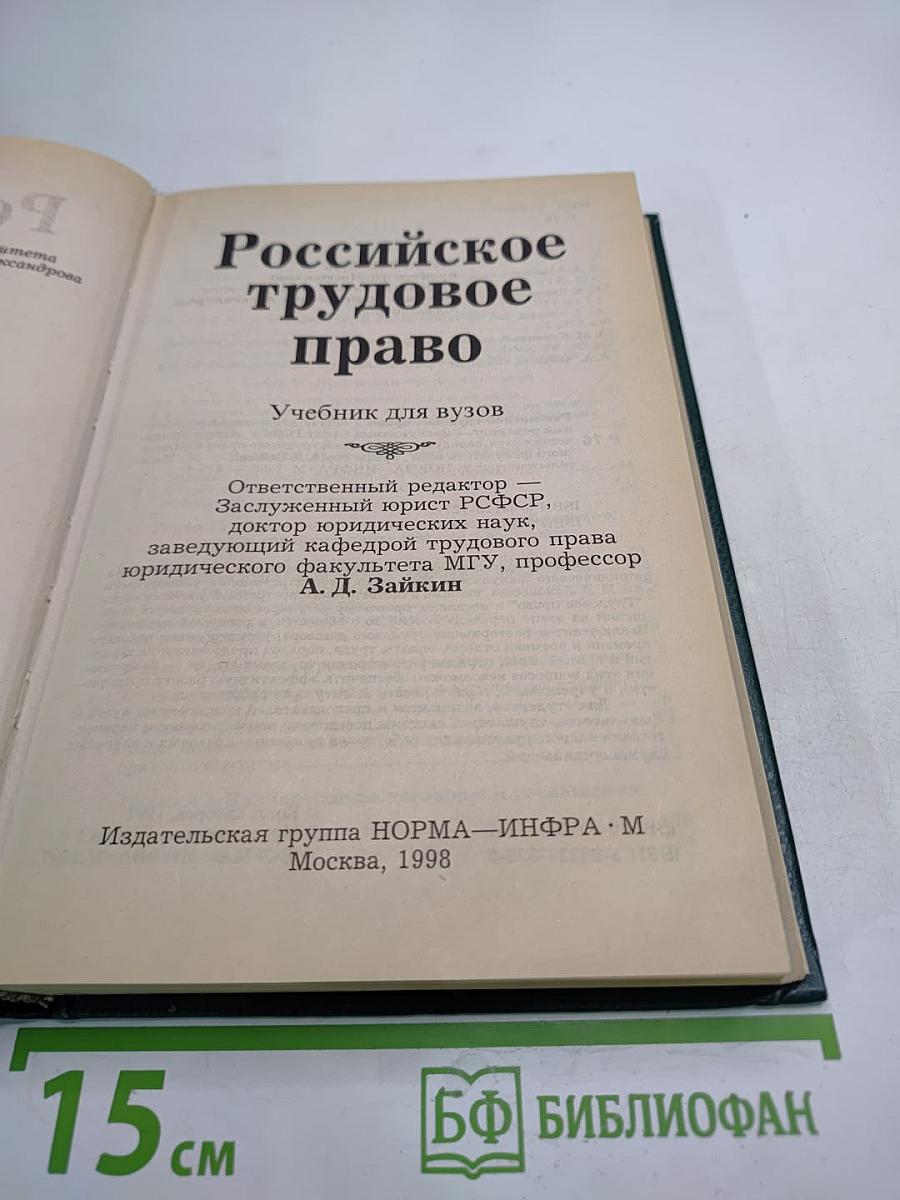 Российское
трудовое
право
Учебник для вузов
Ответственный редактор —
Заслуженный юрист РСФСР,
доктор юридических наук,
заведующий кафедрой трудового права
юридического факультета МГУ, профессор
А. Д. Зайкин
Издательская группа НОРМА—ИНФРА · М
Москва, 1998
15 см
БФ БИБЛИОФАН